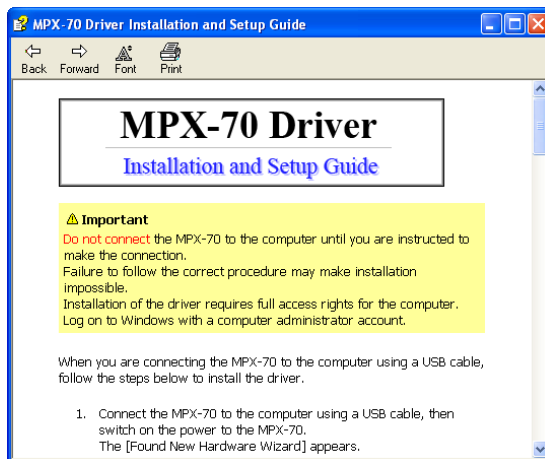 MPX-70 Driver Installation and Setup Guide
Back Forward Font Print
MPX-70 Driver
Installation and Setup Guide
Important
Do not connect the MPX-70 to the computer until you are instructed to
make the connection.
Failure to follow the correct procedure may make installation
impossible.
Installation of the driver requires full access rights for the computer.
Log on to Windows with a computer administrator account.
When you are connecting the MPX-70 to the computer using a USB cable,
follow the steps below to install the driver.
1. Connect the MPX-70 to the computer using a USB cable, then
switch on the power to the MPX-70.
The [Found New Hardware Wizard] appears.